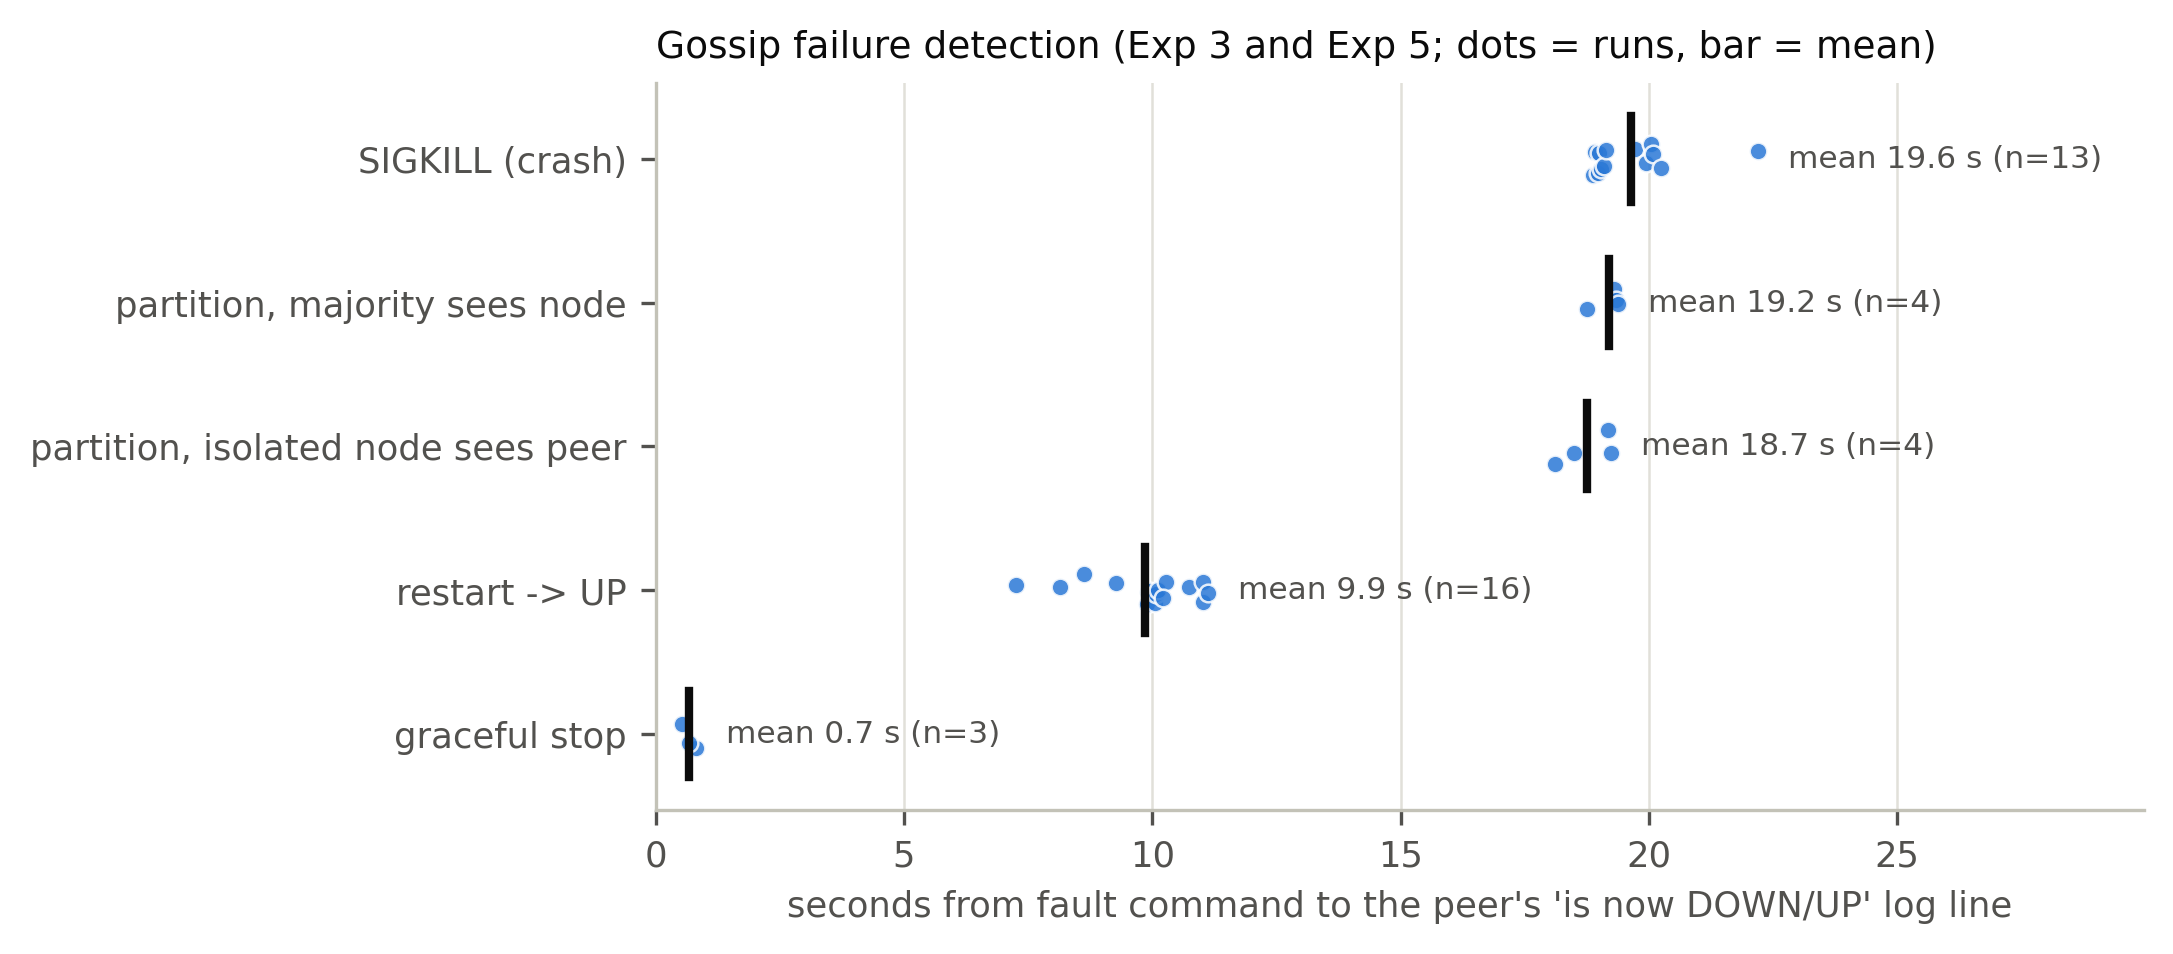 Gossip failure detection (Exp 3 and Exp 5; dots = runs, bar = mean)
SIGKILL (crash)
mean 19.6 s (n=13)
partition, majority sees node
mean 19.2 s (n=4)
partition, isolated node sees peer
mean 18.7 s (n=4)
restart -> UP
mean 9.9 s (n=16)
graceful stop
mean 0.7 s (n=3)
0 5 10 15 20 25
seconds from fault command to the peer's 'is now DOWN/UP' log line